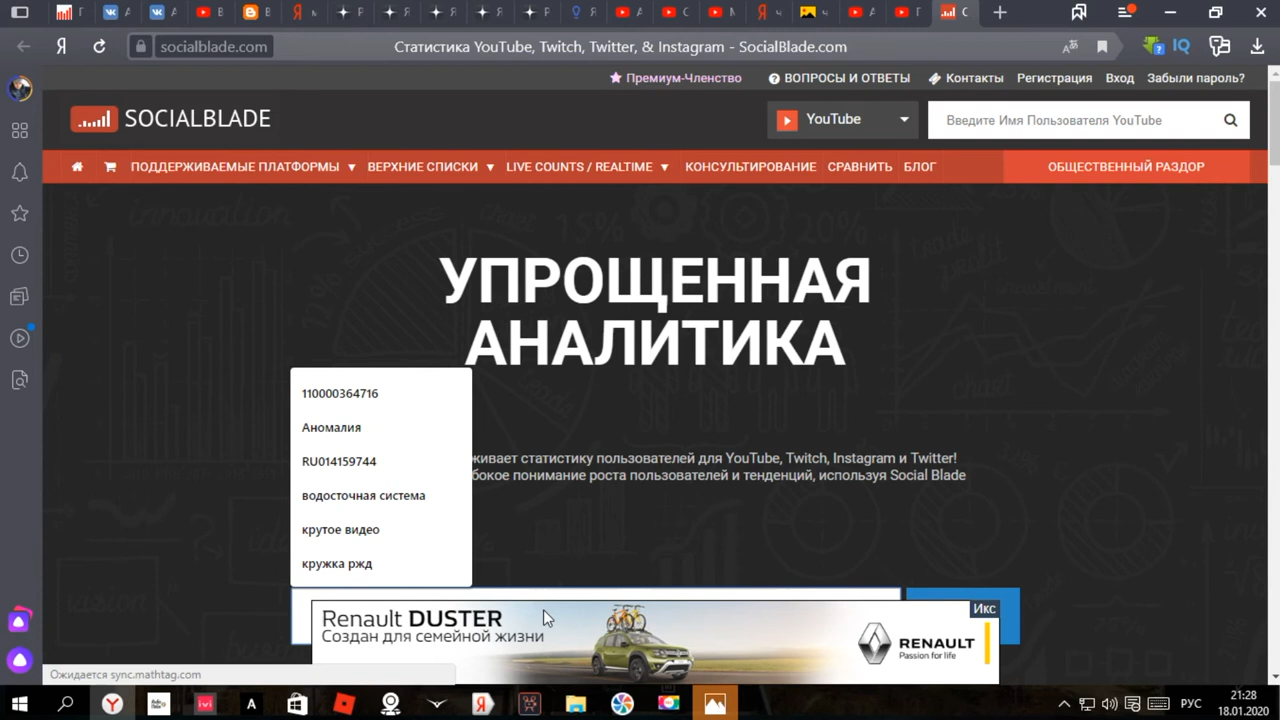 socialblade.com
Статистика YouTube, Twitch, Twitter, & Instagram - SocialBlade.com
Премиум-Членство
ВОПРОСЫ И ОТВЕТЫ
Контакты
Регистрация
Вход
Забыли пароль?
SOCIALBLADE
YouTube
Введите Имя Пользователя YouTube
ПОДДЕРЖИВАЕМЫЕ ПЛАТФОРМЫ
ВЕРХНИЕ СПИСКИ
LIVE COUNTS / REALTIME
КОНСУЛЬТИРОВАНИЕ
СРАВНИТЬ
БЛОГ
ОБЩЕСТВЕННЫЙ РАЗДОР
УПРОЩЕННАЯ
АНАЛИТИКА
110000364716
Аномалия
RU014159744
водосточная система
крутое видео
кружка ржд
живает статистику пользователей для YouTube, Twitch, Instagram и Twitter!
бокое понимание роста пользователей и тенденций, используя Social Blade
Renault DUSTER
Создан для семейной жизни
Икс
RENAULT
Passion for life
Ожидается sync.mathtag.com
РУС
21:28
18.01.2020